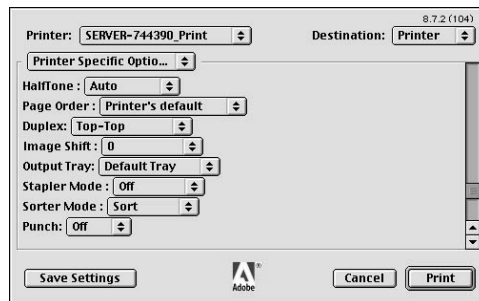 8.7.2 (104)
Printer: SERVER-744390_Print Destination: Printer
Printer Specific Optio...
HalfTone : Auto
Page Order : Printer's default
Duplex: Top-Top
Image Shift : 0
Output Tray: Default Tray
Stapler Mode : Off
Sorter Mode : Sort
Punch: Off
Save Settings Adobe® Cancel Print